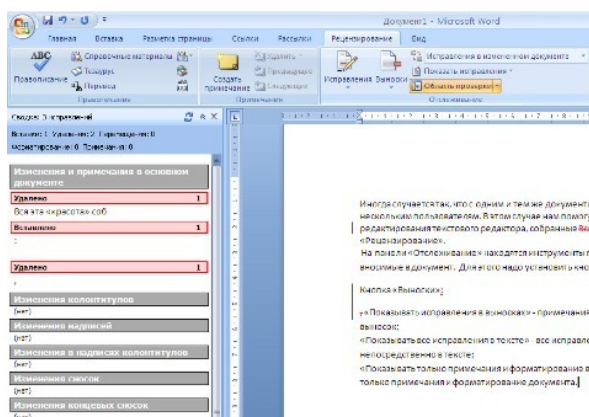 Документ1 - Microsoft Word
Главная Вставка Разметка страницы Ссылки Рассылки Рецензирование Вид
Правописание
Справочные материалы
Тезаурус
Перевод
Правописание
Создать примечание
Удалить
Предыдущее
Следующее
Примечания
Исправления Выноски
Исправления в измененном документе
Показать исправления
Область проверки
Отслеживание
Сводка: 3 исправлений
Вставки: 1 Удаления: 2 Перемещения: 0
Форматирование: 0 Примечания: 0
Изменения и примечания в основном
документе
Удалено 1
Вся эта «красота» соб
Вставлено 1
:
Удалено 1
,
Изменения колонтитулов
(нет)
Изменения надписей
(нет)
Изменения в надписях колонтитулов
(нет)
Изменения сносок
(нет)
Изменения концевых сносок
(нет)
Иногда случается так, что с одним и тем же документ
нескольким пользователям. В этом случае нам помогу
редактирования текстового редактора, собранные
«Рецензирование».
На панели «Отслеживание» находятся инструменты
вносимые в документ. Для этого надо установить кно
Кнопка «Выноски»:
, «Показывать исправления в выносках» - примечания
выносок;
«Показывать все исправления в тексте» - все исправле
непосредственно в тексте;
«Показывать только примечания и форматирование в
только примечания и форматирование документа.